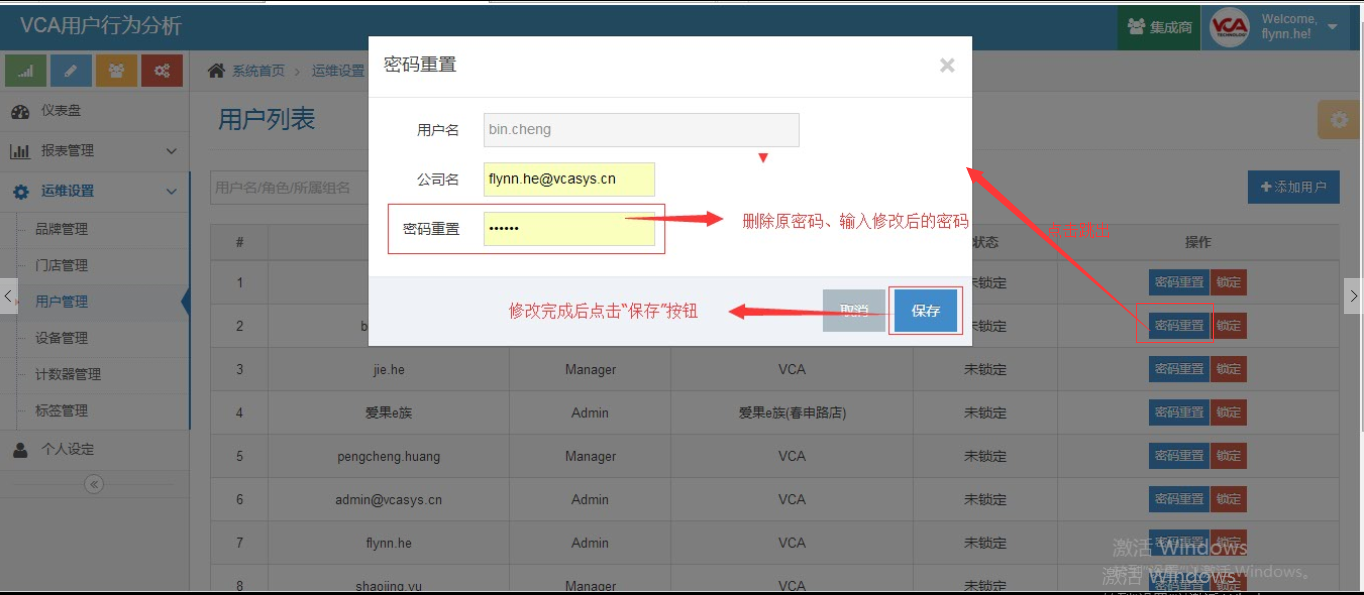 VCA用户行为分析
集成商
VCA
TECHNOLOGY
Welcome,
flynn.he!
系统首页 › 运维设置
仪表盘
报表管理
运维设置
品牌管理
门店管理
用户管理
设备管理
计数器管理
标签管理
个人设定
用户列表
用户名/角色/所属组名
添加用户
密码重置
×
用户名 bin.cheng
公司名 flynn.he@vcasys.cn
密码重置 ••••••
删除原密码、输入修改后的密码
修改完成后点击“保存”按钮
取消 保存
点击跳出
# 状态 操作
1 未锁定 密码重置 锁定
2 b 未锁定 密码重置 锁定
3 jie.he Manager VCA 未锁定 密码重置 锁定
4 爱果e族 Admin 爱果e族(春申路店) 未锁定 密码重置 锁定
5 pengcheng.huang Manager VCA 未锁定 密码重置 锁定
6 admin@vcasys.cn Admin VCA 未锁定 密码重置 锁定
7 flynn.he Admin VCA 未锁定 密码重置 锁定
8 shaojing.yu Manager VCA 未锁定 密码重置 锁定
激活 Windows
激活 Windows